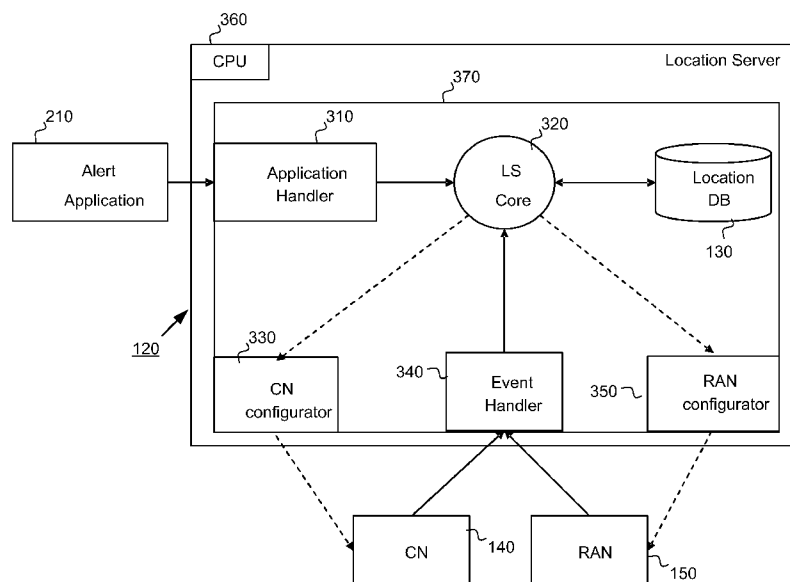 360
CPU
Location Server
370
210
310
320
Alert
Application
Application
Handler
LS
Core
Location
DB
130
120
330
CN
configurator
340
Event
Handler
350
RAN
configurator
CN
140
RAN
150